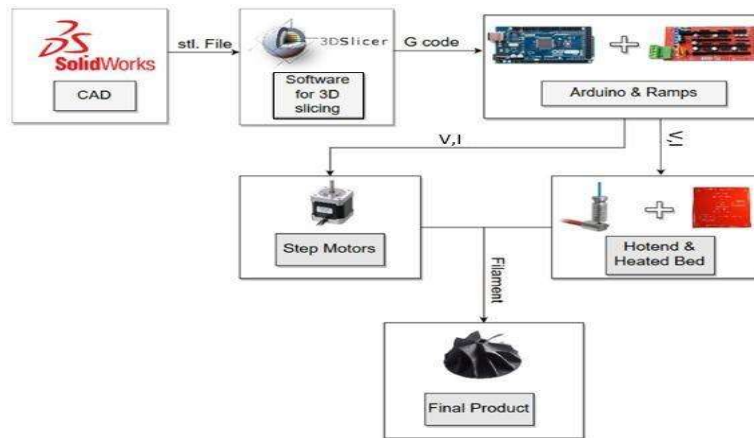 SolidWorks
CAD
stl. File
3DSlicer
Software
for 3D
slicing
G code
Arduino & Ramps
V,I
V,I
Step Motors
Hotend &
Heated Bed
Filament
Final Product